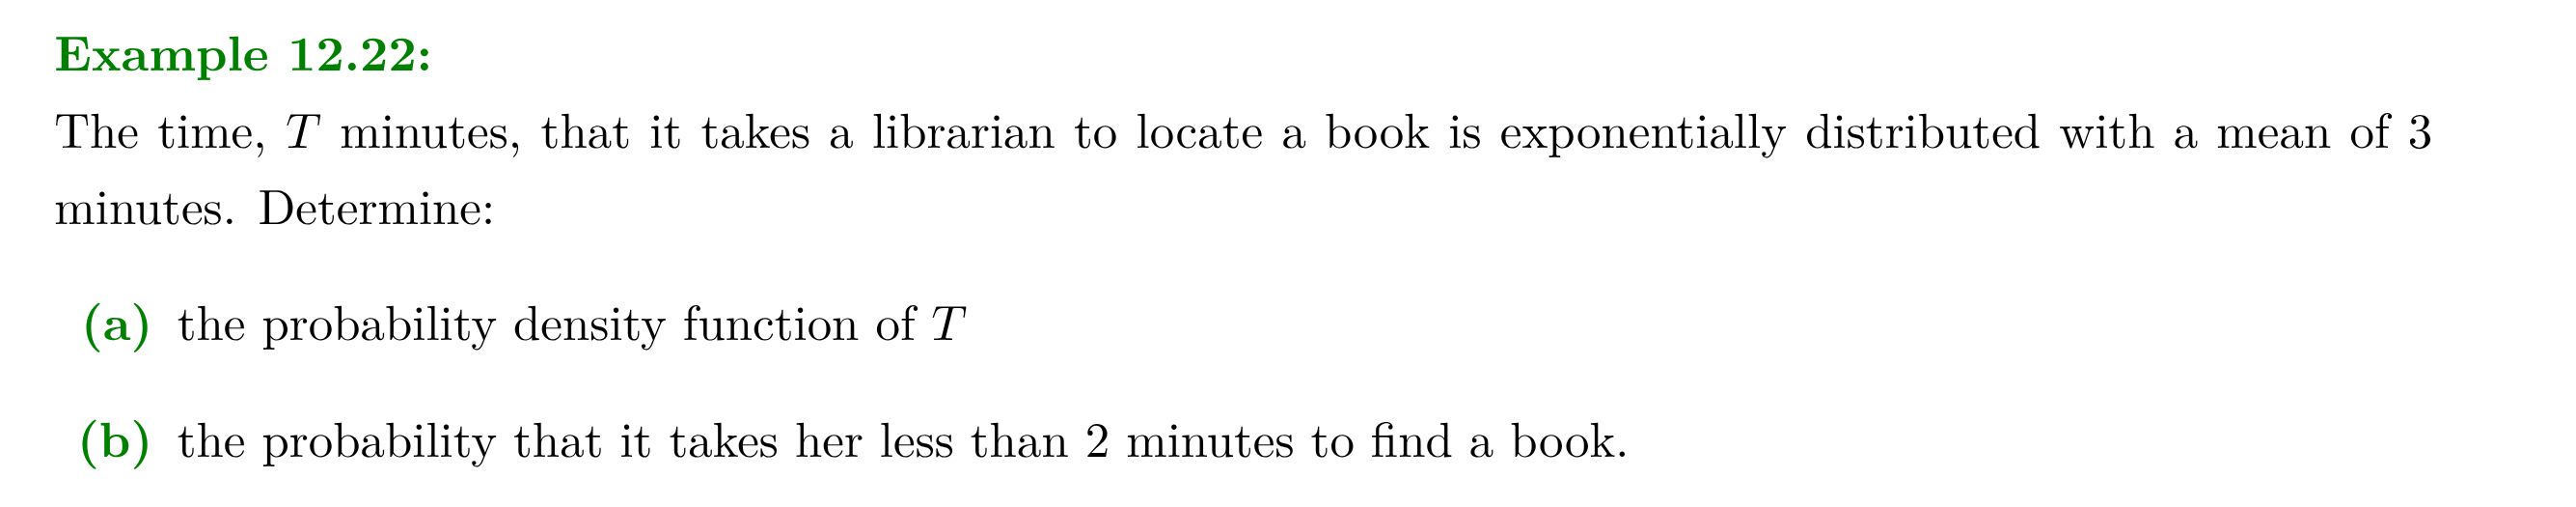 Example 12.22:
The time, T minutes, that it takes a librarian to locate a book is exponentially distributed with a mean of 3
minutes. Determine:
(a) the probability density function of T
(b) the probability that it takes her less than 2 minutes to find a book.